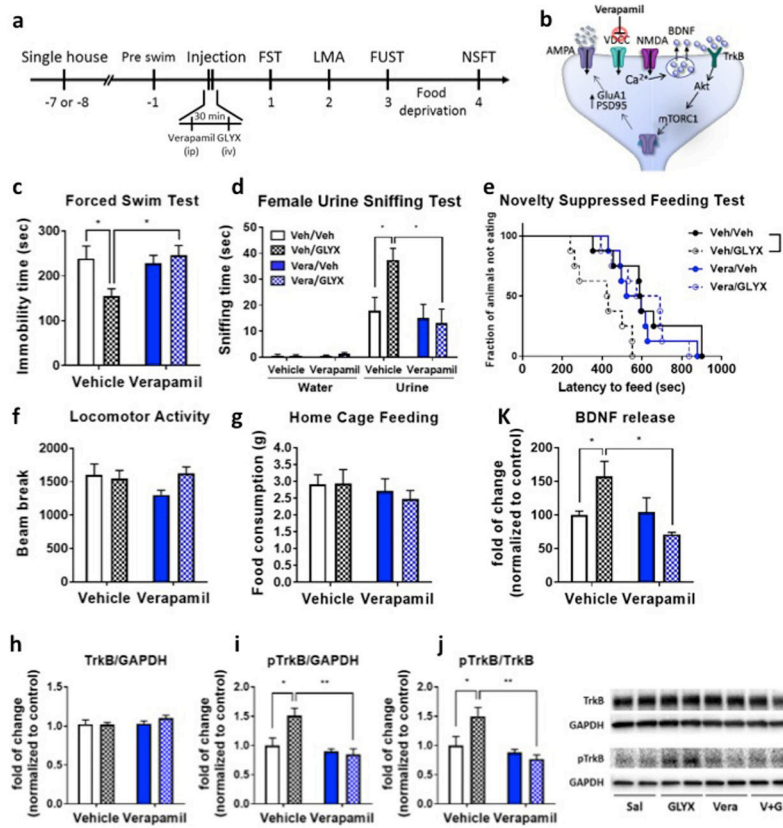 a
Single house
Pre swim
Injection
FST
LMA
FUST
NSFT
-7 or -8
-1
1
2
3
4
Food
deprivation
30 min
Verapamil
(ip)
GLYX
(iv)
b
Verapamil
AMPA
VDCC
NMDA
BDNF
TrkB
Ca2+
Akt
GluA1
PSD95
mTORC1
c
Forced Swim Test
Immobility time (sec)
300
200
100
0
* *
Vehicle Verapamil
d
Female Urine Sniffing Test
Sniffing time (sec)
50
40
30
20
10
0
Veh/Veh
Veh/GLYX
Vera/Veh
Vera/GLYX
* *
Vehicle Verapamil Vehicle Verapamil
Water Urine
e
Novelty Suppressed Feeding Test
Fraction of animals not eating
100
50
0
0 200 400 600 800 1000
Latency to feed (sec)
Veh/Veh
Veh/GLYX
Vera/Veh
Vera/GLYX
f
Locomotor Activity
Beam break
2000
1500
1000
500
0
Vehicle Verapamil
g
Home Cage Feeding
Food consumption (g)
4.0
3.5
3.0
2.5
2.0
1.5
1.0
0.5
0.0
Vehicle Verapamil
K
BDNF release
fold of change
(normalized to control)
200
150
100
50
0
* *
Vehicle Verapamil
h
TrkB/GAPDH
fold of change
(normalized to control)
2.0
1.5
1.0
0.5
0.0
Vehicle Verapamil
i
pTrkB/GAPDH
fold of change
(normalized to control)
2.0
1.5
1.0
0.5
0.0
* **
Vehicle Verapamil
j
pTrkB/TrkB
fold of change
(normalized to control)
2.0
1.5
1.0
0.5
0.0
* **
Vehicle Verapamil
TrkB
GAPDH
pTrkB
GAPDH
Sal GLYX Vera V+G